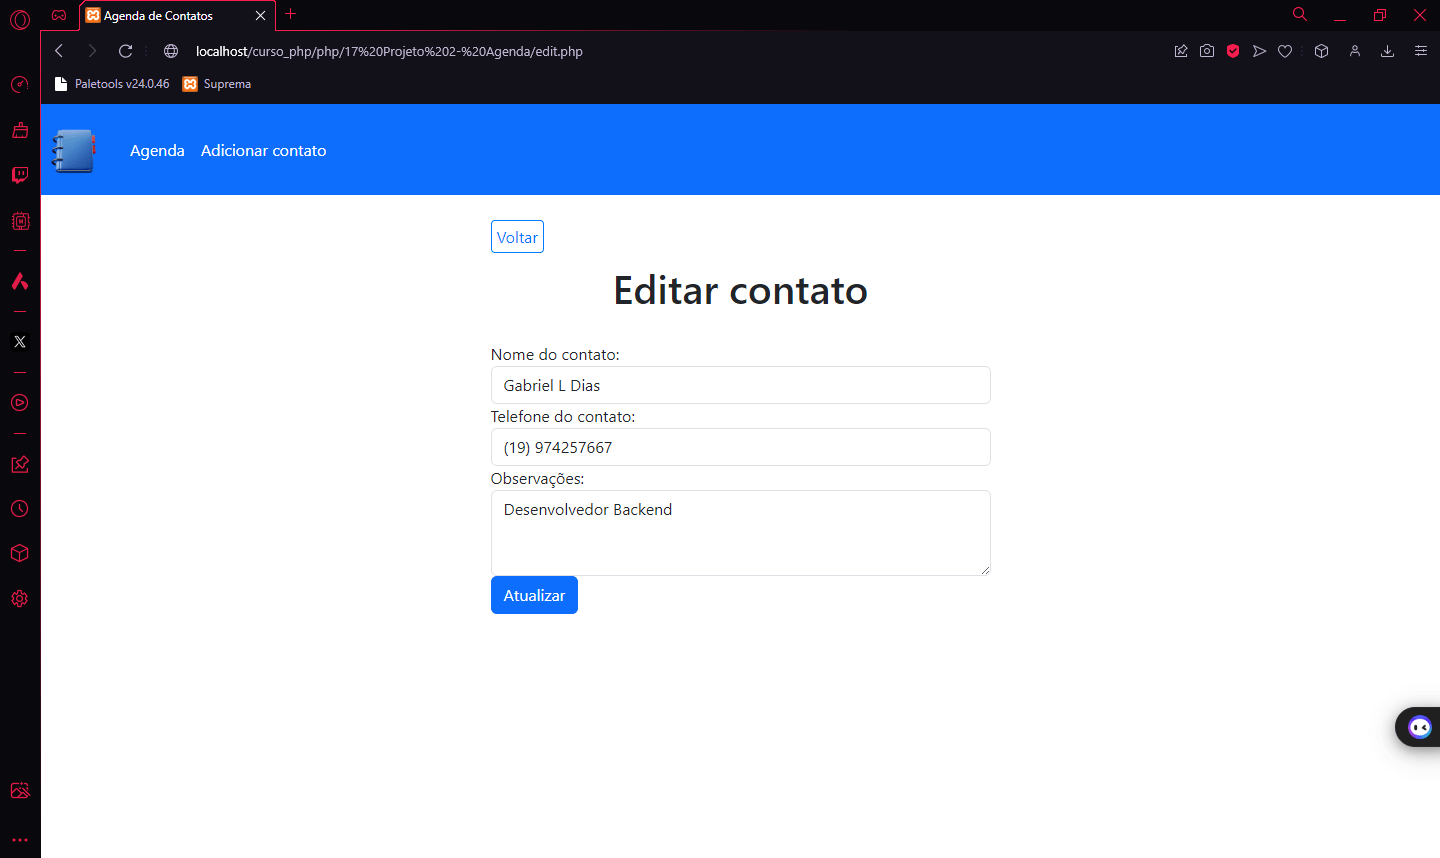 Agenda de Contatos
localhost/curso_php/php/17%20Projeto%202-%20Agenda/edit.php
Paletools v24.0.46 Suprema
Agenda Adicionar contato
Voltar
Editar contato
Nome do contato:
Gabriel L Dias
Telefone do contato:
(19) 974257667
Observações:
Desenvolvedor Backend
Atualizar